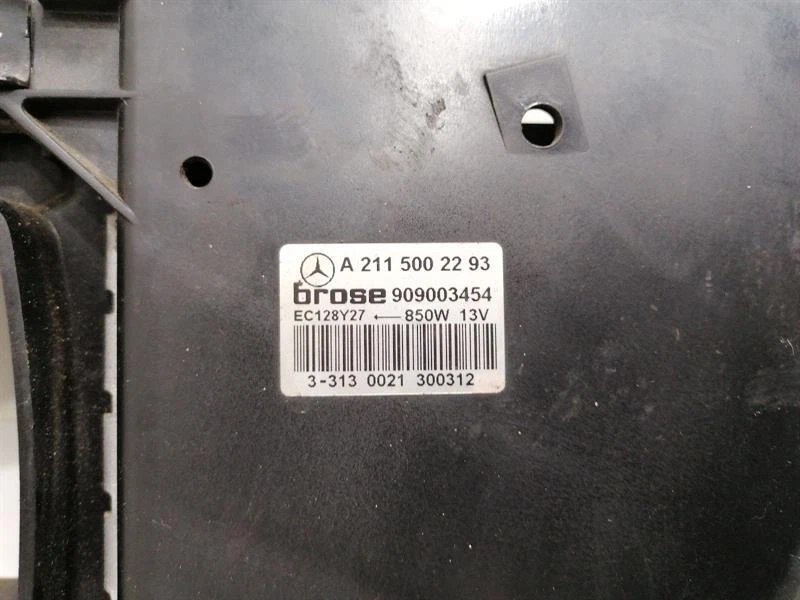 A 211 500 22 93
brose 909003454
EC128Y27 ← 850W 13V
3-313 0021 300312